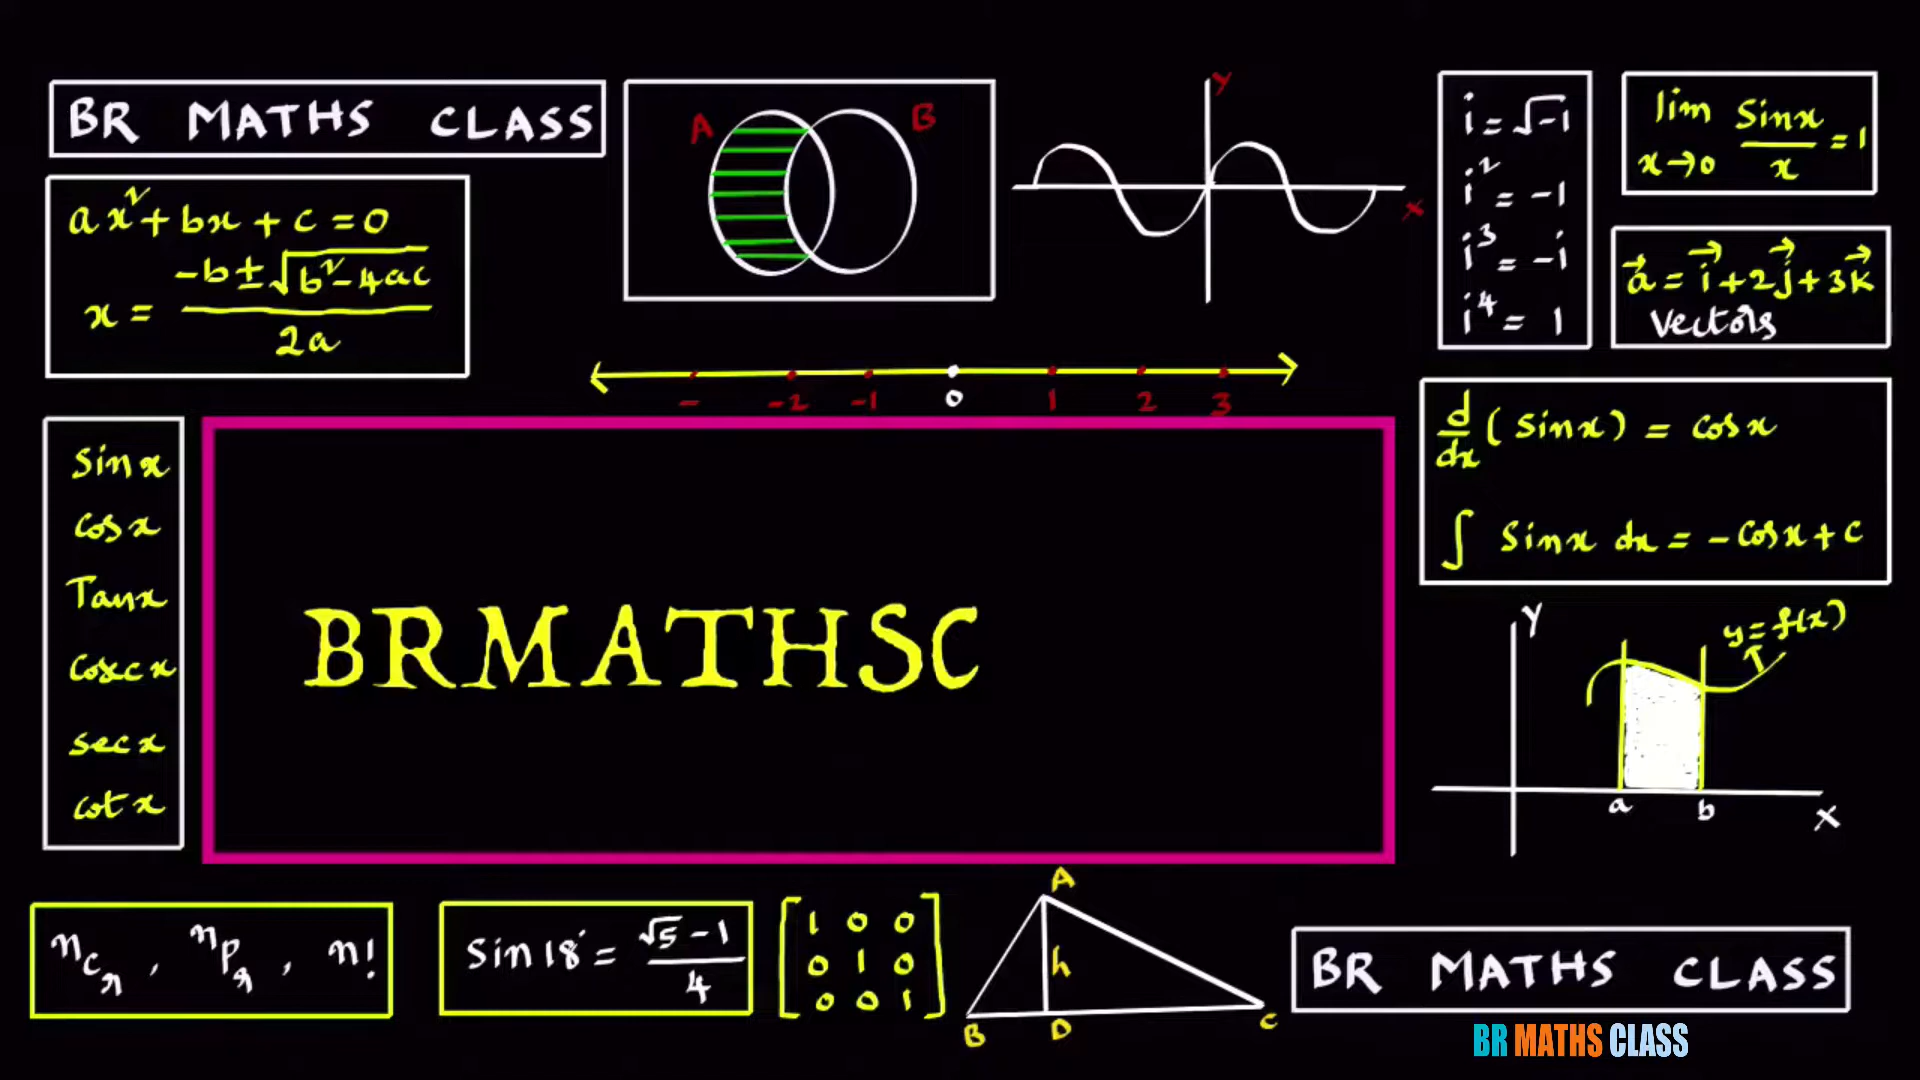 BR MATHS CLASS
ax²+bx+c=0
x = -b±√b²-4ac / 2a
A B
Y
X
i=√-1
i²=-1
i³=-i
i⁴=1
lim x→0 Sinx/x =1
a⃗=i⃗+2j⃗+3k⃗
Vectors
- -2 -1 0 1 2 3
Sinx
Cosx
Tanx
Cosecx
secx
cotx
BRMATHSC
d/dx (Sinx) = Cosx
∫ Sinx dx = -Cosx+c
Y
y=f(x)
a b
X
ncr, npr, n!
Sin18°=√5-1/4
1 0 0
0 1 0
0 0 1
A
h
B D C
BR MATHS CLASS
BR MATHS CLASS